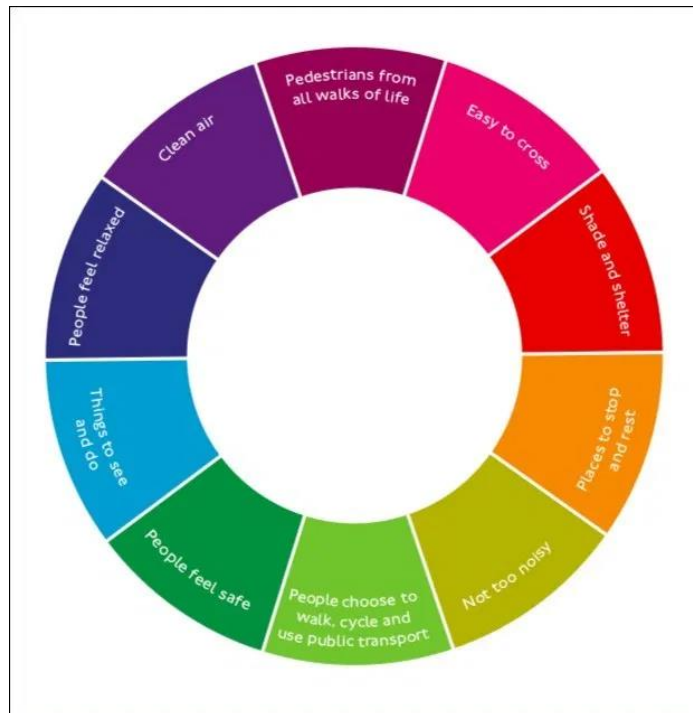 Pedestrians from
all walks of life
Easy to cross
Shade and shelter
Places to stop
and rest
Not too noisy
People choose to
walk, cycle and
use public transport
People feel safe
Things to see
and do
People feel relaxed
Clean air